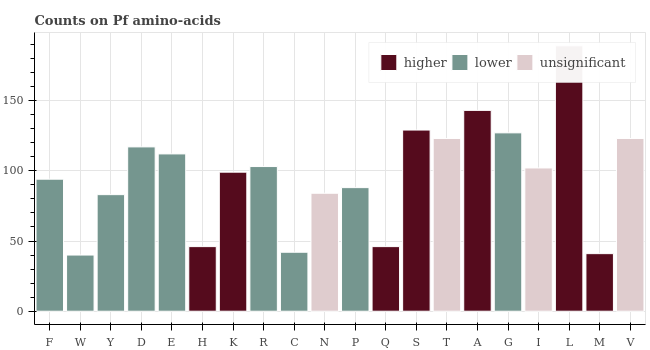 Counts on Pf amino-acids
higher lower unsignificant
150
100
50
0
F W Y D E H K R C N P Q S T A G I L M V